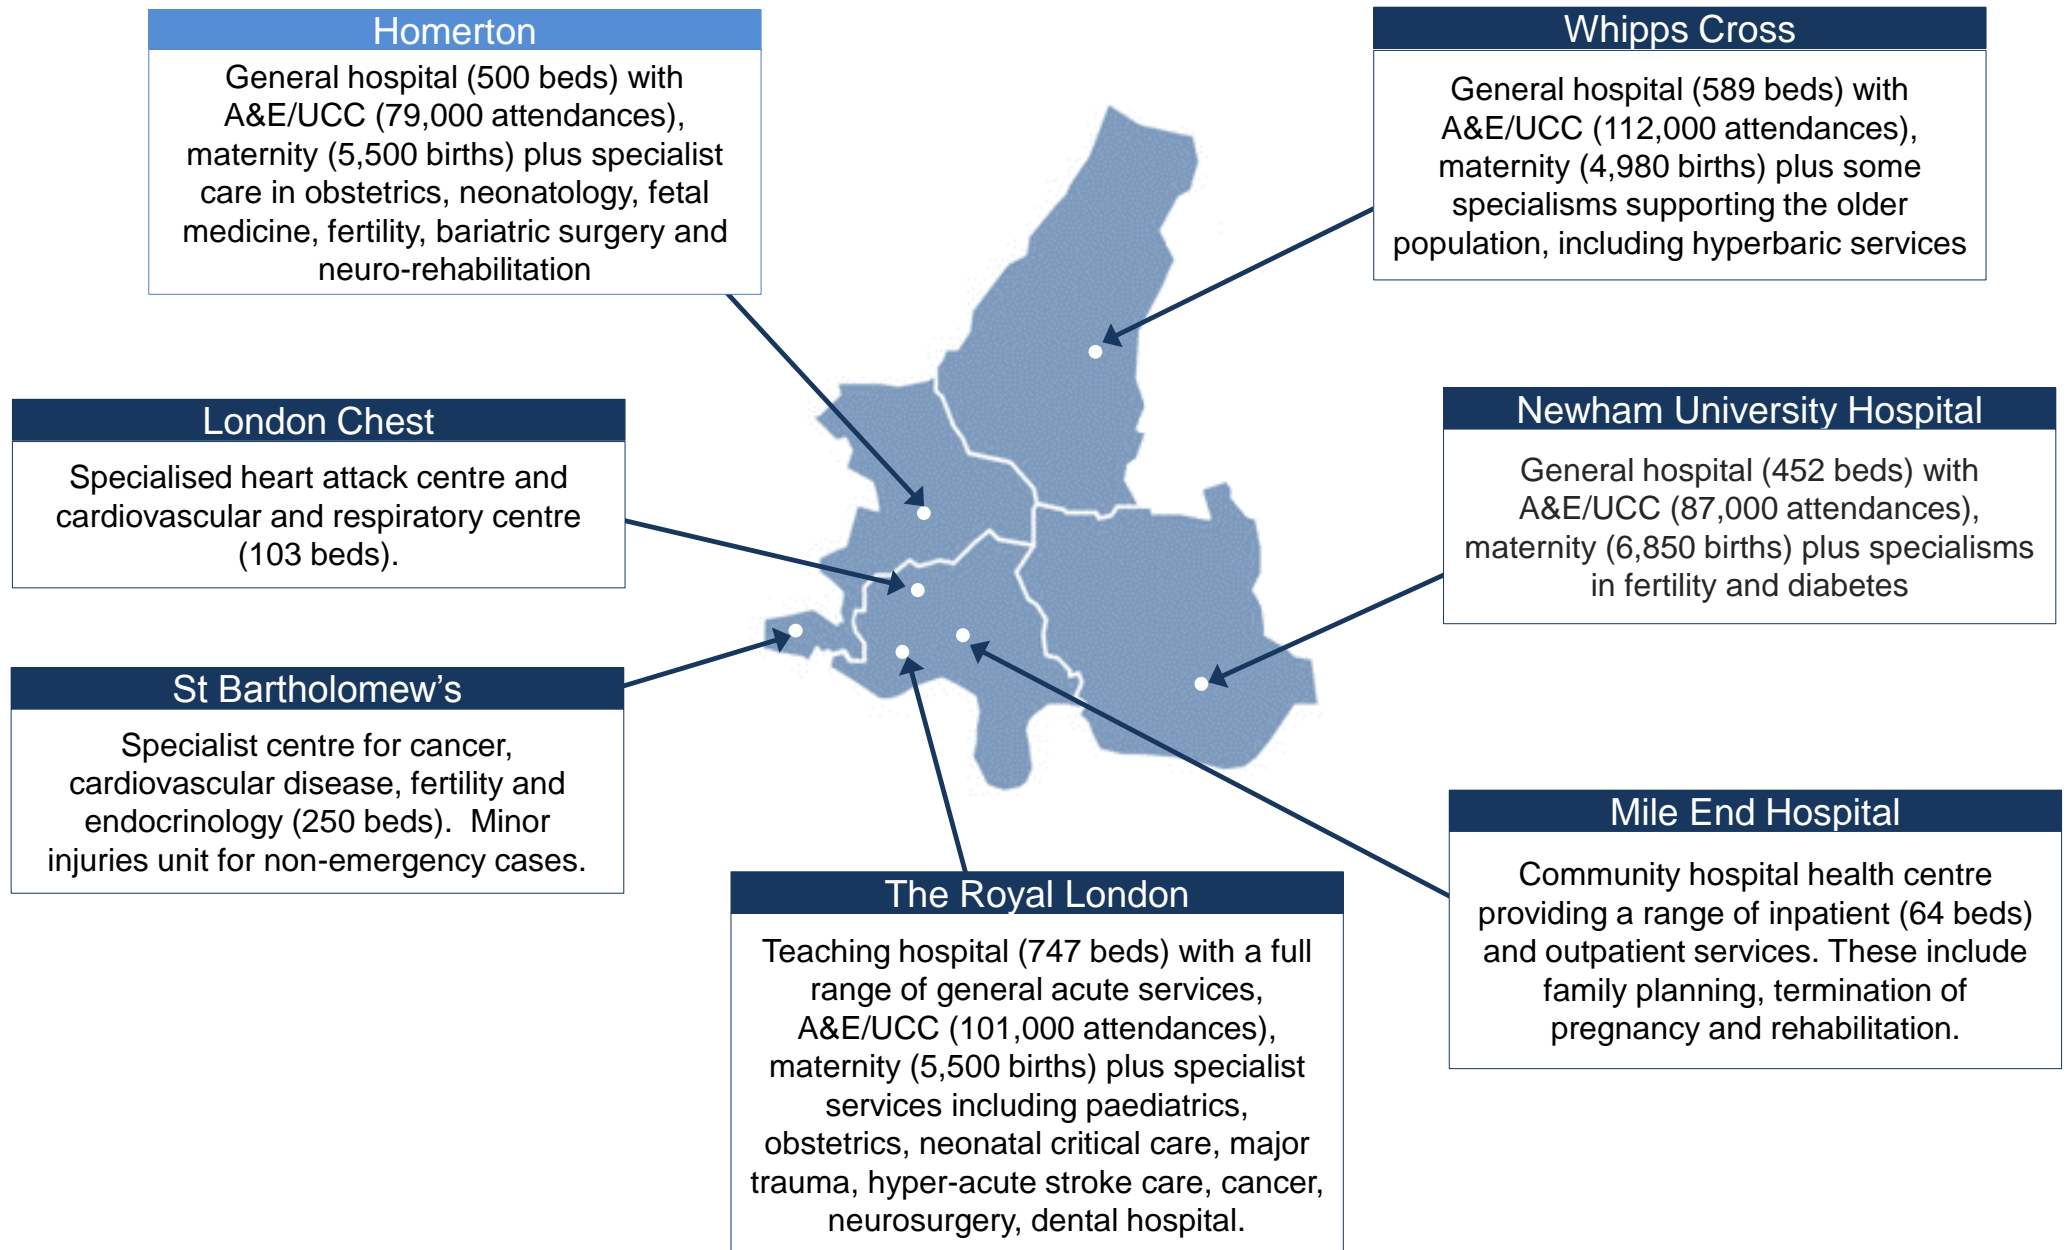 Homerton
General hospital (500 beds) with
A&E/UCC (79,000 attendances),
maternity (5,500 births) plus specialist
care in obstetrics, neonatology, fetal
medicine, fertility, bariatric surgery and
neuro-rehabilitation
Whipps Cross
General hospital (589 beds) with
A&E/UCC (112,000 attendances),
maternity (4,980 births) plus some
specialisms supporting the older
population, including hyperbaric services
London Chest
Specialised heart attack centre and
cardiovascular and respiratory centre
(103 beds).
Newham University Hospital
General hospital (452 beds) with
A&E/UCC (87,000 attendances),
maternity (6,850 births) plus specialisms
in fertility and diabetes
St Bartholomew’s
Specialist centre for cancer,
cardiovascular disease, fertility and
endocrinology (250 beds).  Minor
injuries unit for non-emergency cases.
The Royal London
Teaching hospital (747 beds) with a full
range of general acute services,
A&E/UCC (101,000 attendances),
maternity (5,500 births) plus specialist
services including paediatrics,
obstetrics, neonatal critical care, major
trauma, hyper-acute stroke care, cancer,
neurosurgery, dental hospital.
Mile End Hospital
Community hospital health centre
providing a range of inpatient (64 beds)
and outpatient services. These include
family planning, termination of
pregnancy and rehabilitation.